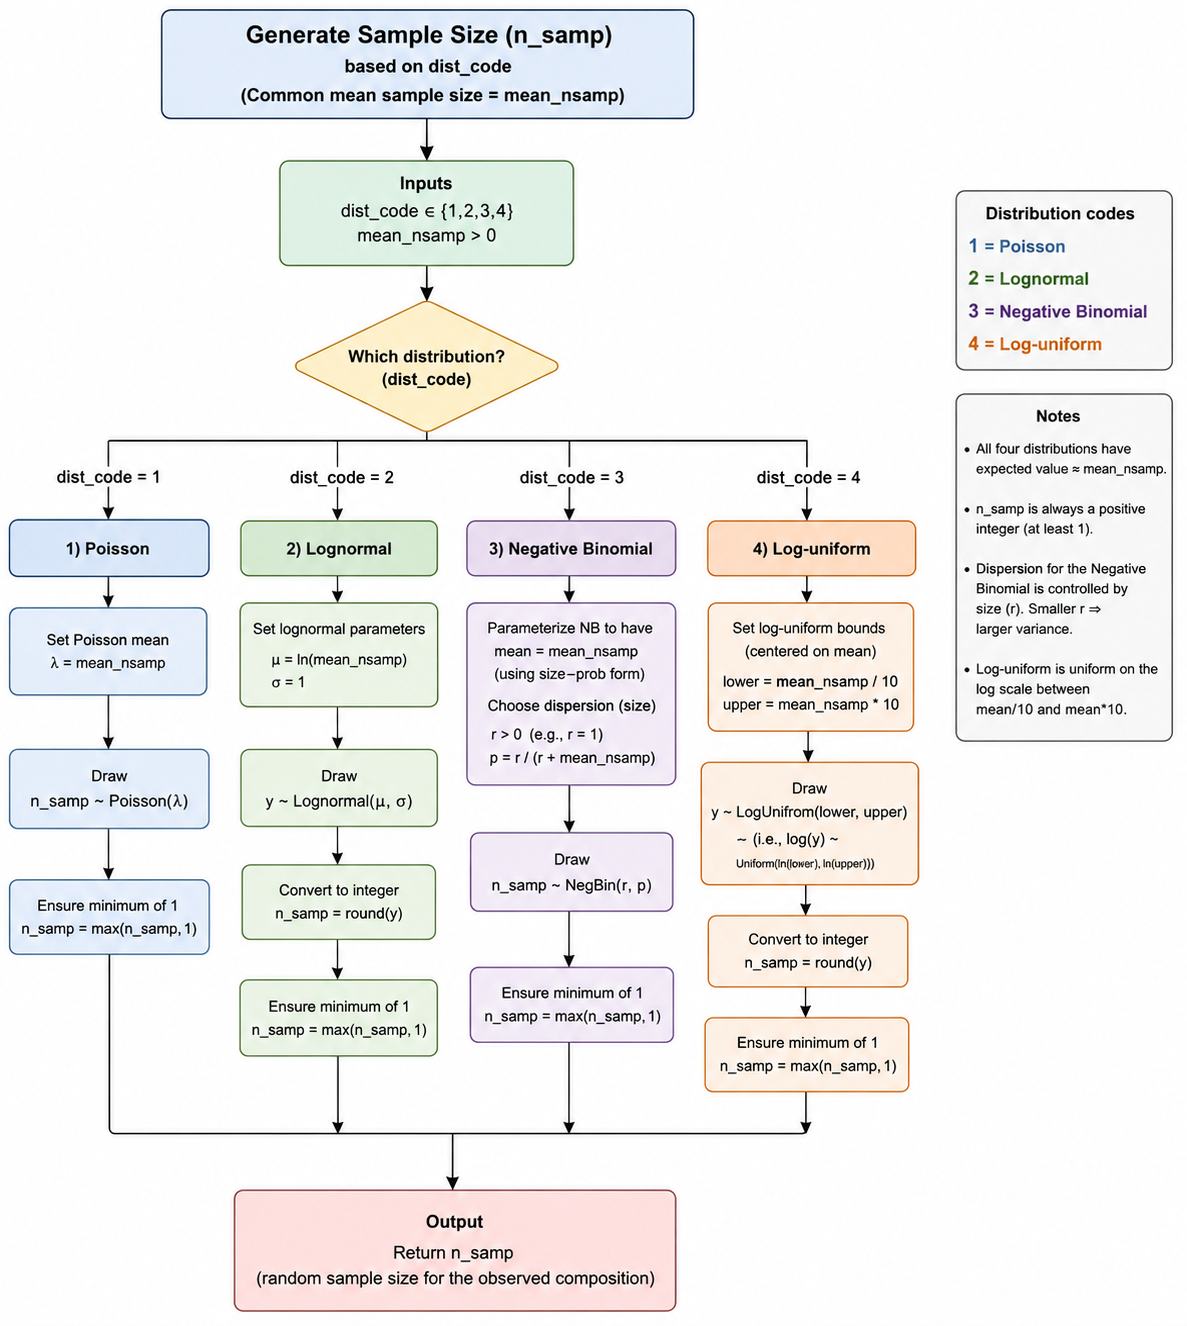 Generate Sample Size (n_samp)
based on dist_code
(Common mean sample size = mean_nsamp)
Inputs
dist_code ∈ {1,2,3,4}
mean_nsamp > 0
Which distribution?
(dist_code)
Distribution codes
1 = Poisson
2 = Lognormal
3 = Negative Binomial
4 = Log-uniform
Notes
• All four distributions have
expected value ≈ mean_nsamp.
• n_samp is always a positive
integer (at least 1).
• Dispersion for the Negative
Binomial is controlled by
size (r). Smaller r ⇒
larger variance.
• Log-uniform is uniform on the
log scale between
mean/10 and mean*10.
dist_code = 1
1) Poisson
Set Poisson mean
λ = mean_nsamp
Draw
n_samp ~ Poisson(λ)
Ensure minimum of 1
n_samp = max(n_samp, 1)
dist_code = 2
2) Lognormal
Set lognormal parameters
μ = ln(mean_nsamp)
σ = 1
Draw
y ~ Lognormal(μ, σ)
Convert to integer
n_samp = round(y)
Ensure minimum of 1
n_samp = max(n_samp, 1)
dist_code = 3
3) Negative Binomial
Parameterize NB to have
mean = mean_nsamp
(using size–prob form)
Choose dispersion (size)
r > 0 (e.g., r = 1)
p = r / (r + mean_nsamp)
Draw
n_samp ~ NegBin(r, p)
Ensure minimum of 1
n_samp = max(n_samp, 1)
dist_code = 4
4) Log-uniform
Set log-uniform bounds
(centered on mean)
lower = mean_nsamp / 10
upper = mean_nsamp * 10
Draw
y ~ LogUnifrom(lower, upper)
~ (i.e., log(y) ~
Uniform(ln(lower), ln(upper)))
Convert to integer
n_samp = round(y)
Ensure minimum of 1
n_samp = max(n_samp, 1)
Output
Return n_samp
(random sample size for the observed composition)